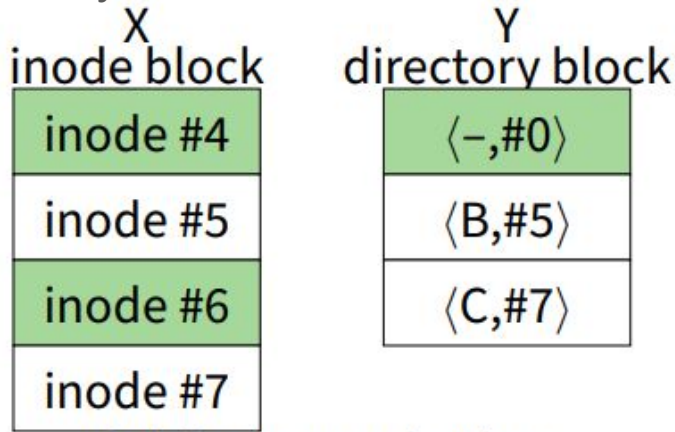 X
inode block
inode #4
inode #5
inode #6
inode #7
Y
directory block
⟨–,#0⟩
⟨B,#5⟩
⟨C,#7⟩